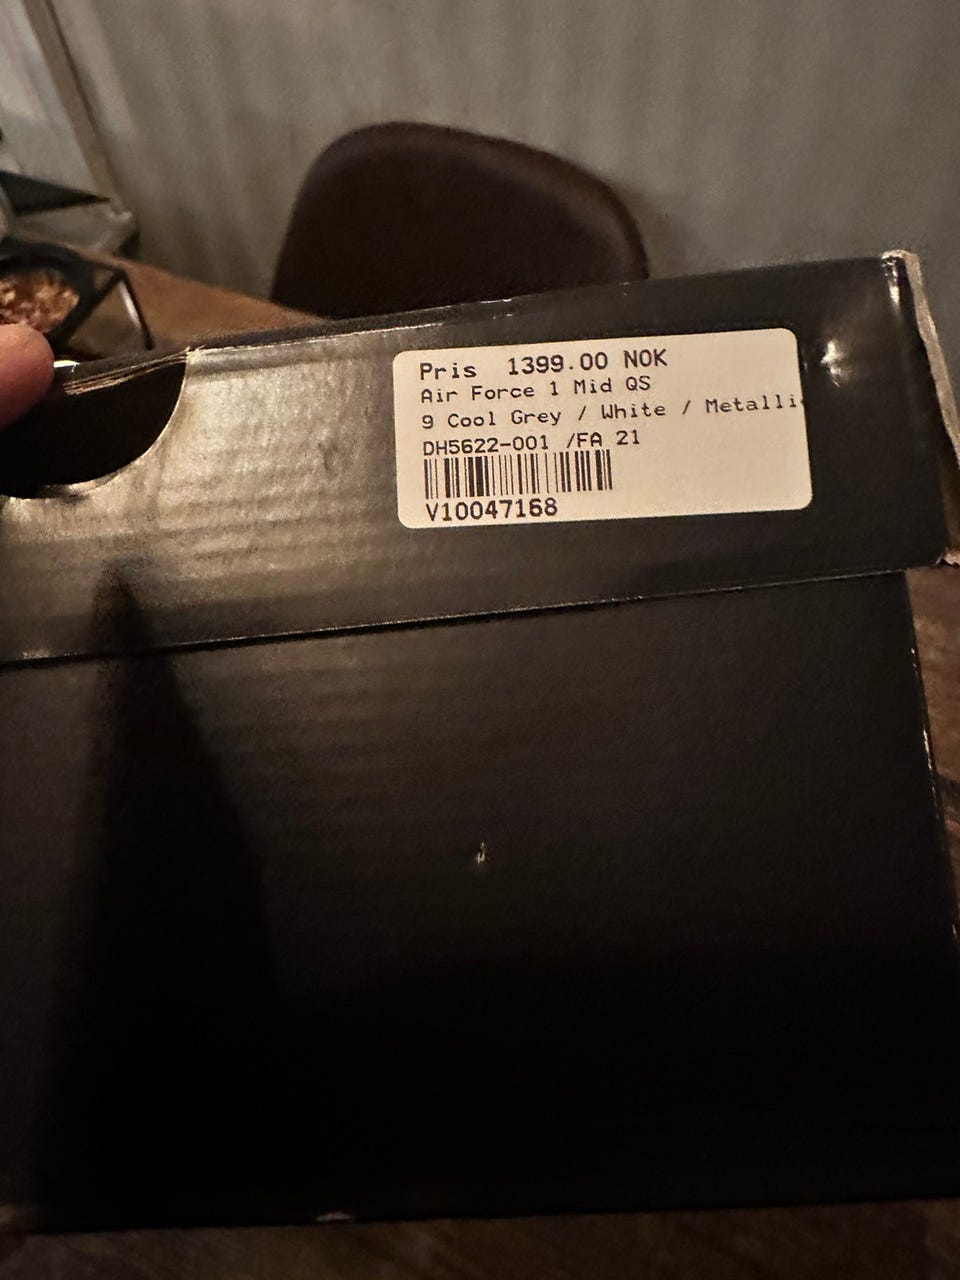 Pris 1399.00 NOK
Air Force 1 Mid QS
9 Cool Grey / White / Metalli
DH5622-001 /FA 21
V10047168